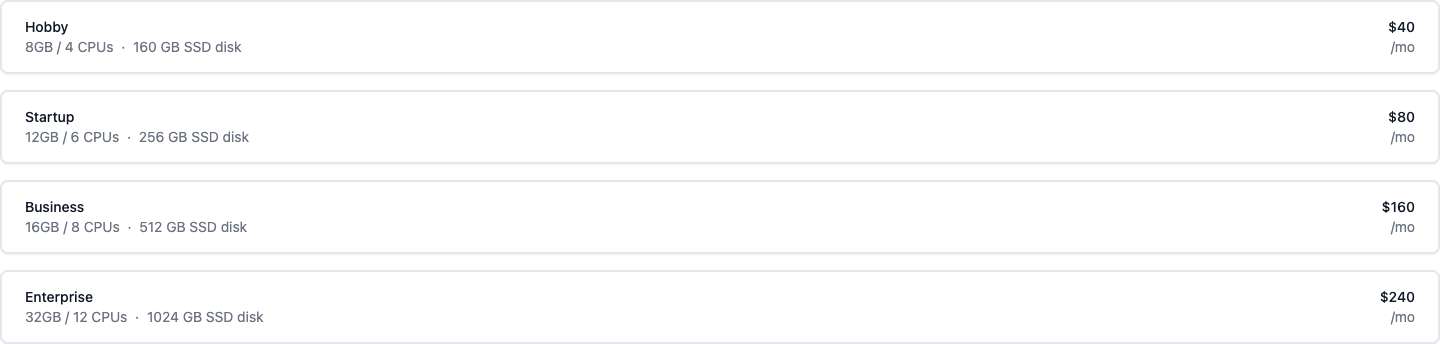 Hobby
8GB / 4 CPUs · 160 GB SSD disk
$40
/mo
Startup
12GB / 6 CPUs · 256 GB SSD disk
$80
/mo
Business
16GB / 8 CPUs · 512 GB SSD disk
$160
/mo
Enterprise
32GB / 12 CPUs · 1024 GB SSD disk
$240
/mo